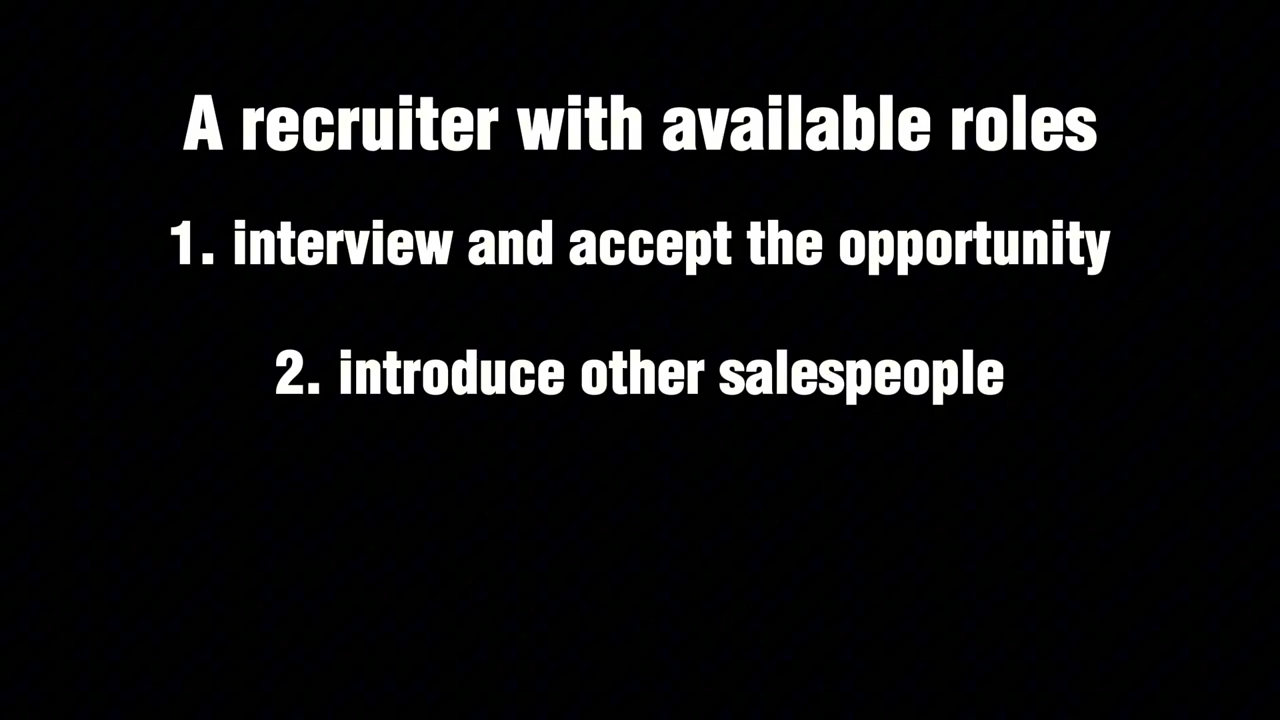 A recruiter with available roles
1. interview and accept the opportunity
2. introduce other salespeople